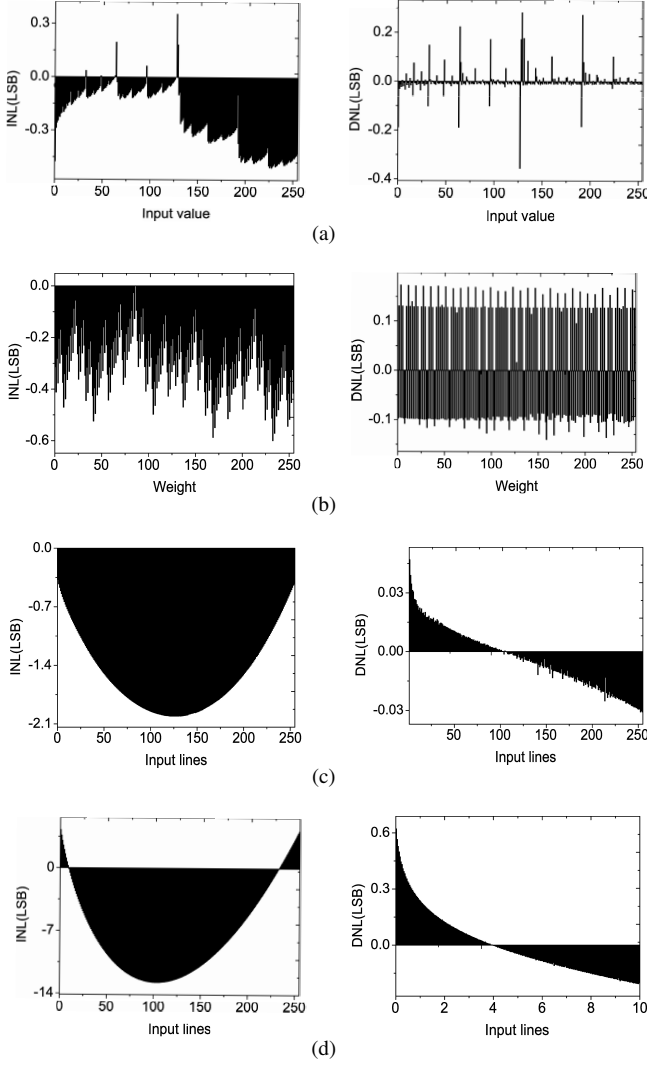 INL(LSB)
0.3
0.0
-0.3
0 50 100 150 200 250
Input value
DNL(LSB)
0.2
0.0
-0.2
-0.4
0 50 100 150 200 250
Input value
(a)
INL(LSB)
0.0
-0.2
-0.4
-0.6
0 50 100 150 200 250
Weight
DNL(LSB)
0.1
0.0
-0.1
0 50 100 150 200 250
Weight
(b)
INL(LSB)
0.0
-0.7
-1.4
-2.1
0 50 100 150 200 250
Input lines
DNL(LSB)
0.03
0.00
-0.03
50 100 150 200 250
Input lines
(c)
INL(LSB)
0
-7
-14
0 50 100 150 200 250
Input lines
DNL(LSB)
0.6
0.3
0.0
0 2 4 6 8 10
Input lines
(d)